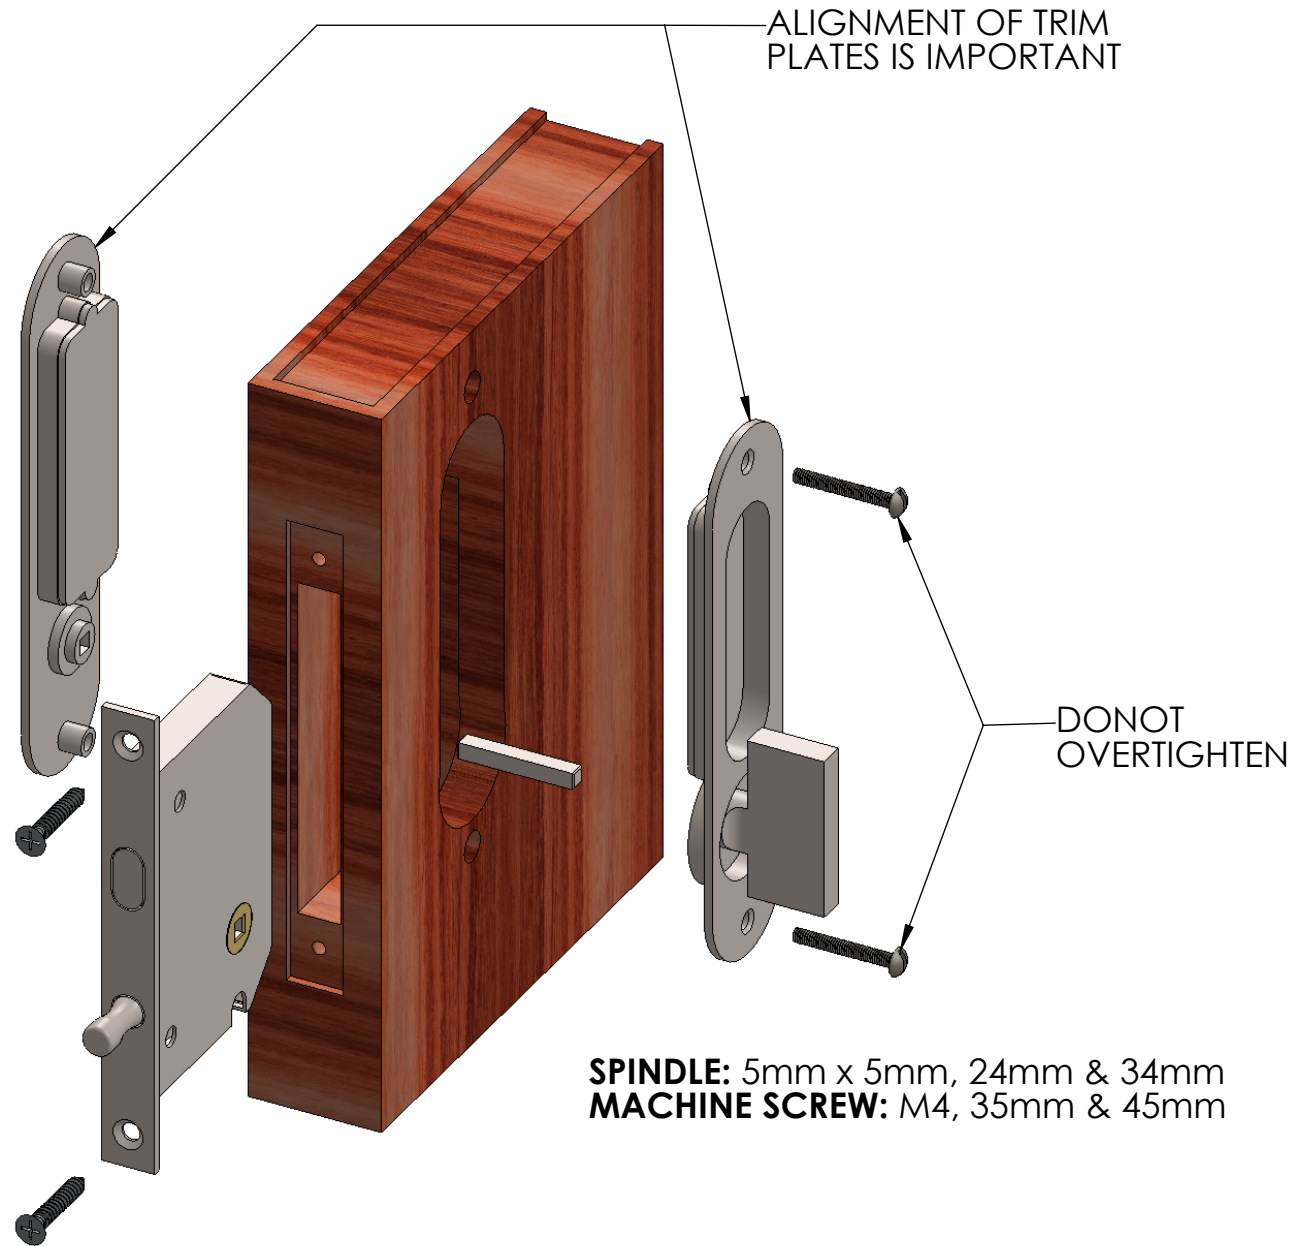 ALIGNMENT OF TRIM
PLATES IS IMPORTANT
DONOT
OVERTIGHTEN
SPINDLE: 5mm x 5mm, 24mm & 34mm
MACHINE SCREW: M4, 35mm & 45mm